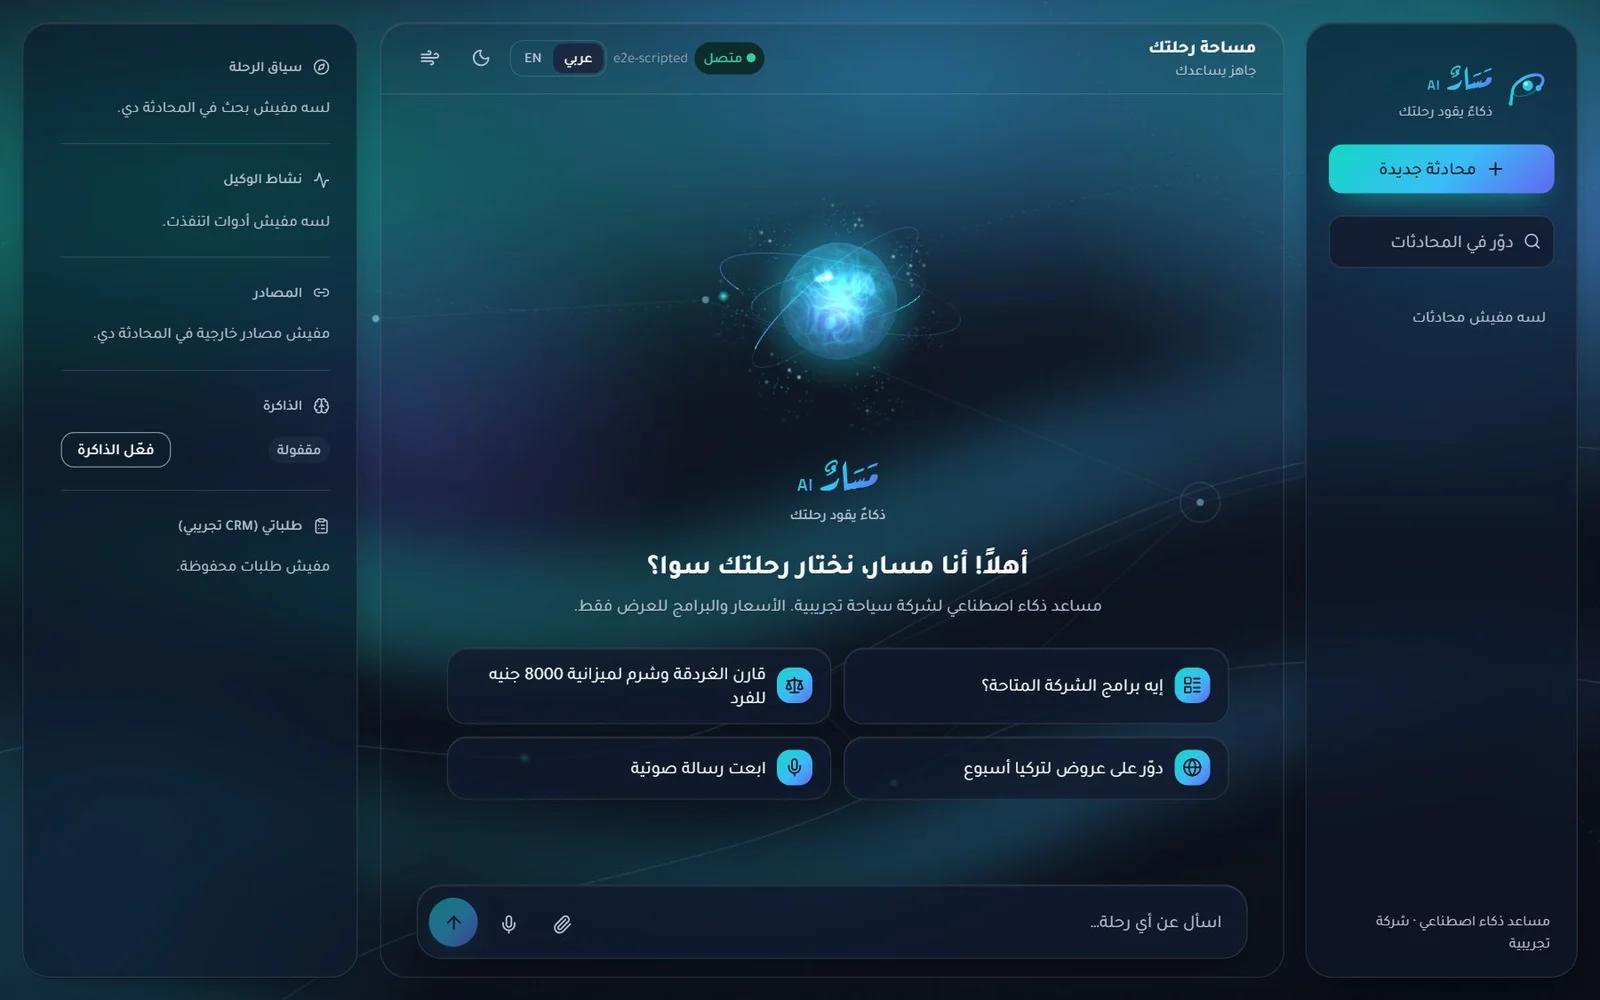 مَسَارٌ AI
ذكاءٌ يقود رحلتك
محادثة جديدة
دوّر في المحادثات
لسه مفيش محادثات
مساعد ذكاء اصطناعي · شركة
تجريبية
مساحة رحلتك
جاهز يساعدك
متصل
e2e-scripted
عربي
EN
مَسَارٌ AI
ذكاءٌ يقود رحلتك
أهلاً! أنا مسار، نختار رحلتك سوا؟
مساعد ذكاء اصطناعي لشركة سياحة تجريبية. الأسعار والبرامج للعرض فقط.
إيه برامج الشركة المتاحة؟
قارن الغردقة وشرم لميزانية 8000 جنيه
للفرد
دوّر على عروض لتركيا أسبوع
ابعت رسالة صوتية
اسأل عن أي رحلة...
سياق الرحلة
لسه مفيش بحث في المحادثة دي.
نشاط الوكيل
لسه مفيش أدوات اتنفذت.
المصادر
مفيش مصادر خارجية في المحادثة دي.
الذاكرة
مقفولة
فعّل الذاكرة
طلباتي (CRM تجريبي)
مفيش طلبات محفوظة.